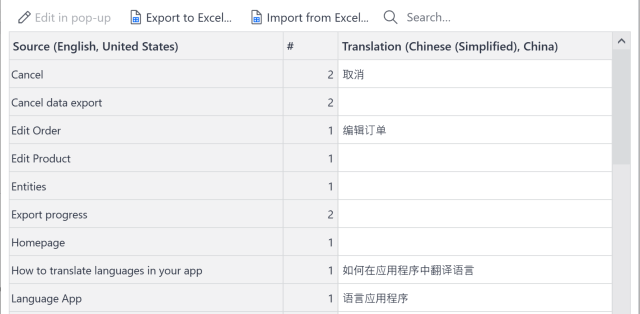 Edit in pop-up Export to Excel... Import from Excel... Search...
Source (English, United States) # Translation (Chinese (Simplified), China)
Cancel 2 取消
Cancel data export 2
Edit Order 1 编辑订单
Edit Product 1
Entities 1
Export progress 2
Homepage 1
How to translate languages in your app 1 如何在应用程序中翻译语言
Language App 1 语言应用程序